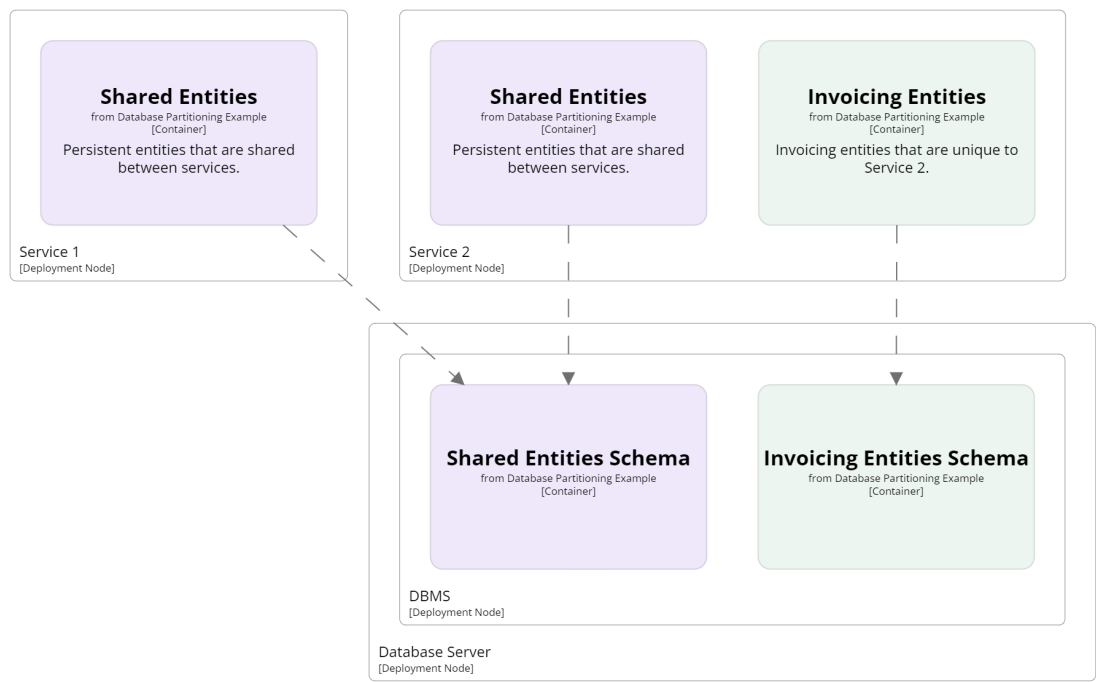 Shared Entities
from Database Partitioning Example
[Container]
Persistent entities that are shared
between services.
Service 1
[Deployment Node]
Shared Entities
from Database Partitioning Example
[Container]
Persistent entities that are shared
between services.
Invoicing Entities
from Database Partitioning Example
[Container]
Invoicing entities that are unique to
Service 2.
Service 2
[Deployment Node]
Shared Entities Schema
from Database Partitioning Example
[Container]
Invoicing Entities Schema
from Database Partitioning Example
[Container]
DBMS
[Deployment Node]
Database Server
[Deployment Node]